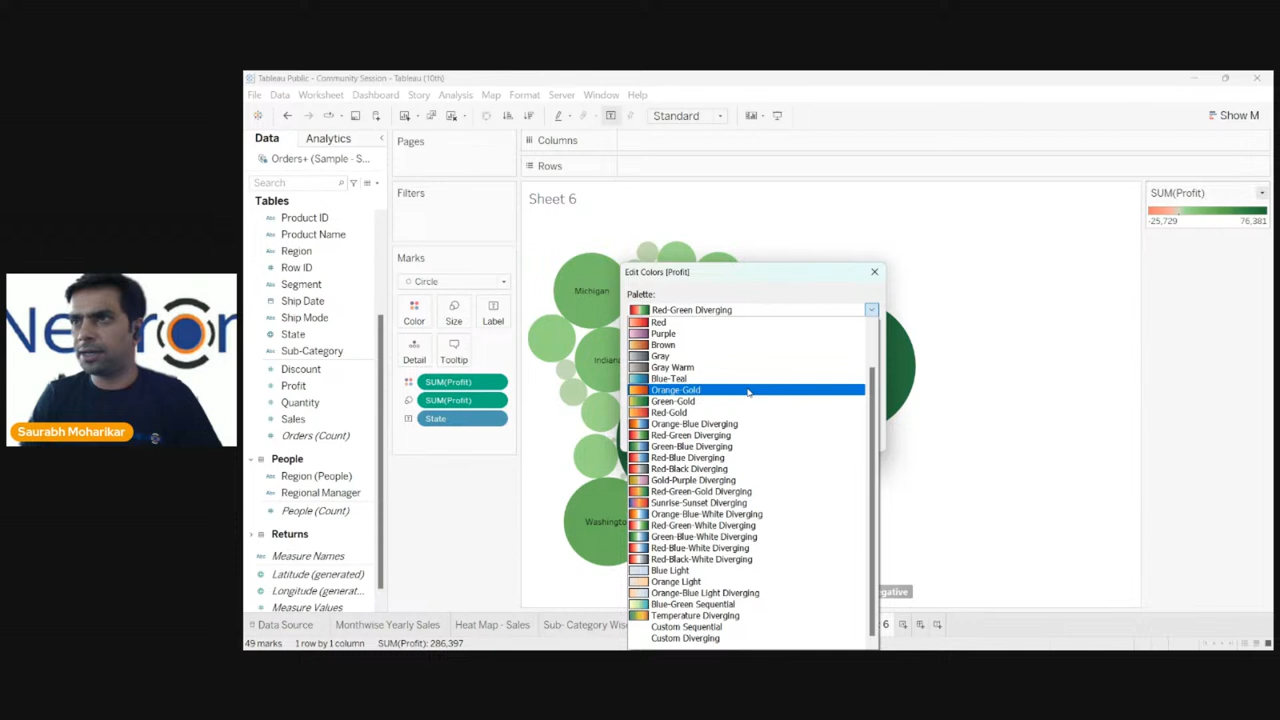 Tableau Public - Community Session - Tableau (10th)
File Data Worksheet Dashboard Story Analysis Map Format Server Window Help
Standard
Show M
Data
Analytics
Orders+ (Sample - S...
Search
Tables
Product ID
Product Name
Region
Row ID
Segment
Ship Date
Ship Mode
State
Sub-Category
Discount
Profit
Quantity
Sales
Orders (Count)
People
Region (People)
Regional Manager
People (Count)
Returns
Measure Names
Latitude (generated)
Longitude (generat...
Measure Values
Pages
Filters
Marks
Circle
Color
Size
Label
Detail
Tooltip
SUM(Profit)
SUM(Profit)
State
Columns
Rows
Sheet 6
Michigan
Indiana
Washington
Edit Colors [Profit]
Palette:
Red-Green Diverging
Red
Purple
Brown
Gray
Gray Warm
Blue-Teal
Orange-Gold
Green-Gold
Red-Gold
Orange-Blue Diverging
Red-Green Diverging
Green-Blue Diverging
Red-Blue Diverging
Red-Black Diverging
Gold-Purple Diverging
Red-Green-Gold Diverging
Sunrise-Sunset Diverging
Orange-Blue-White Diverging
Red-Green-White Diverging
Green-Blue-White Diverging
Red-Blue-White Diverging
Red-Black-White Diverging
Blue Light
Orange Light
Orange-Blue Light Diverging
Blue-Green Sequential
Temperature Diverging
Custom Sequential
Custom Diverging
SUM(Profit)
-25,729 76,381
Saurabh Moharikar
Data Source
Monthwise Yearly Sales
Heat Map - Sales
Sub- Category Wis
6
49 marks 1 row by 1 column SUM(Profit): 286,397